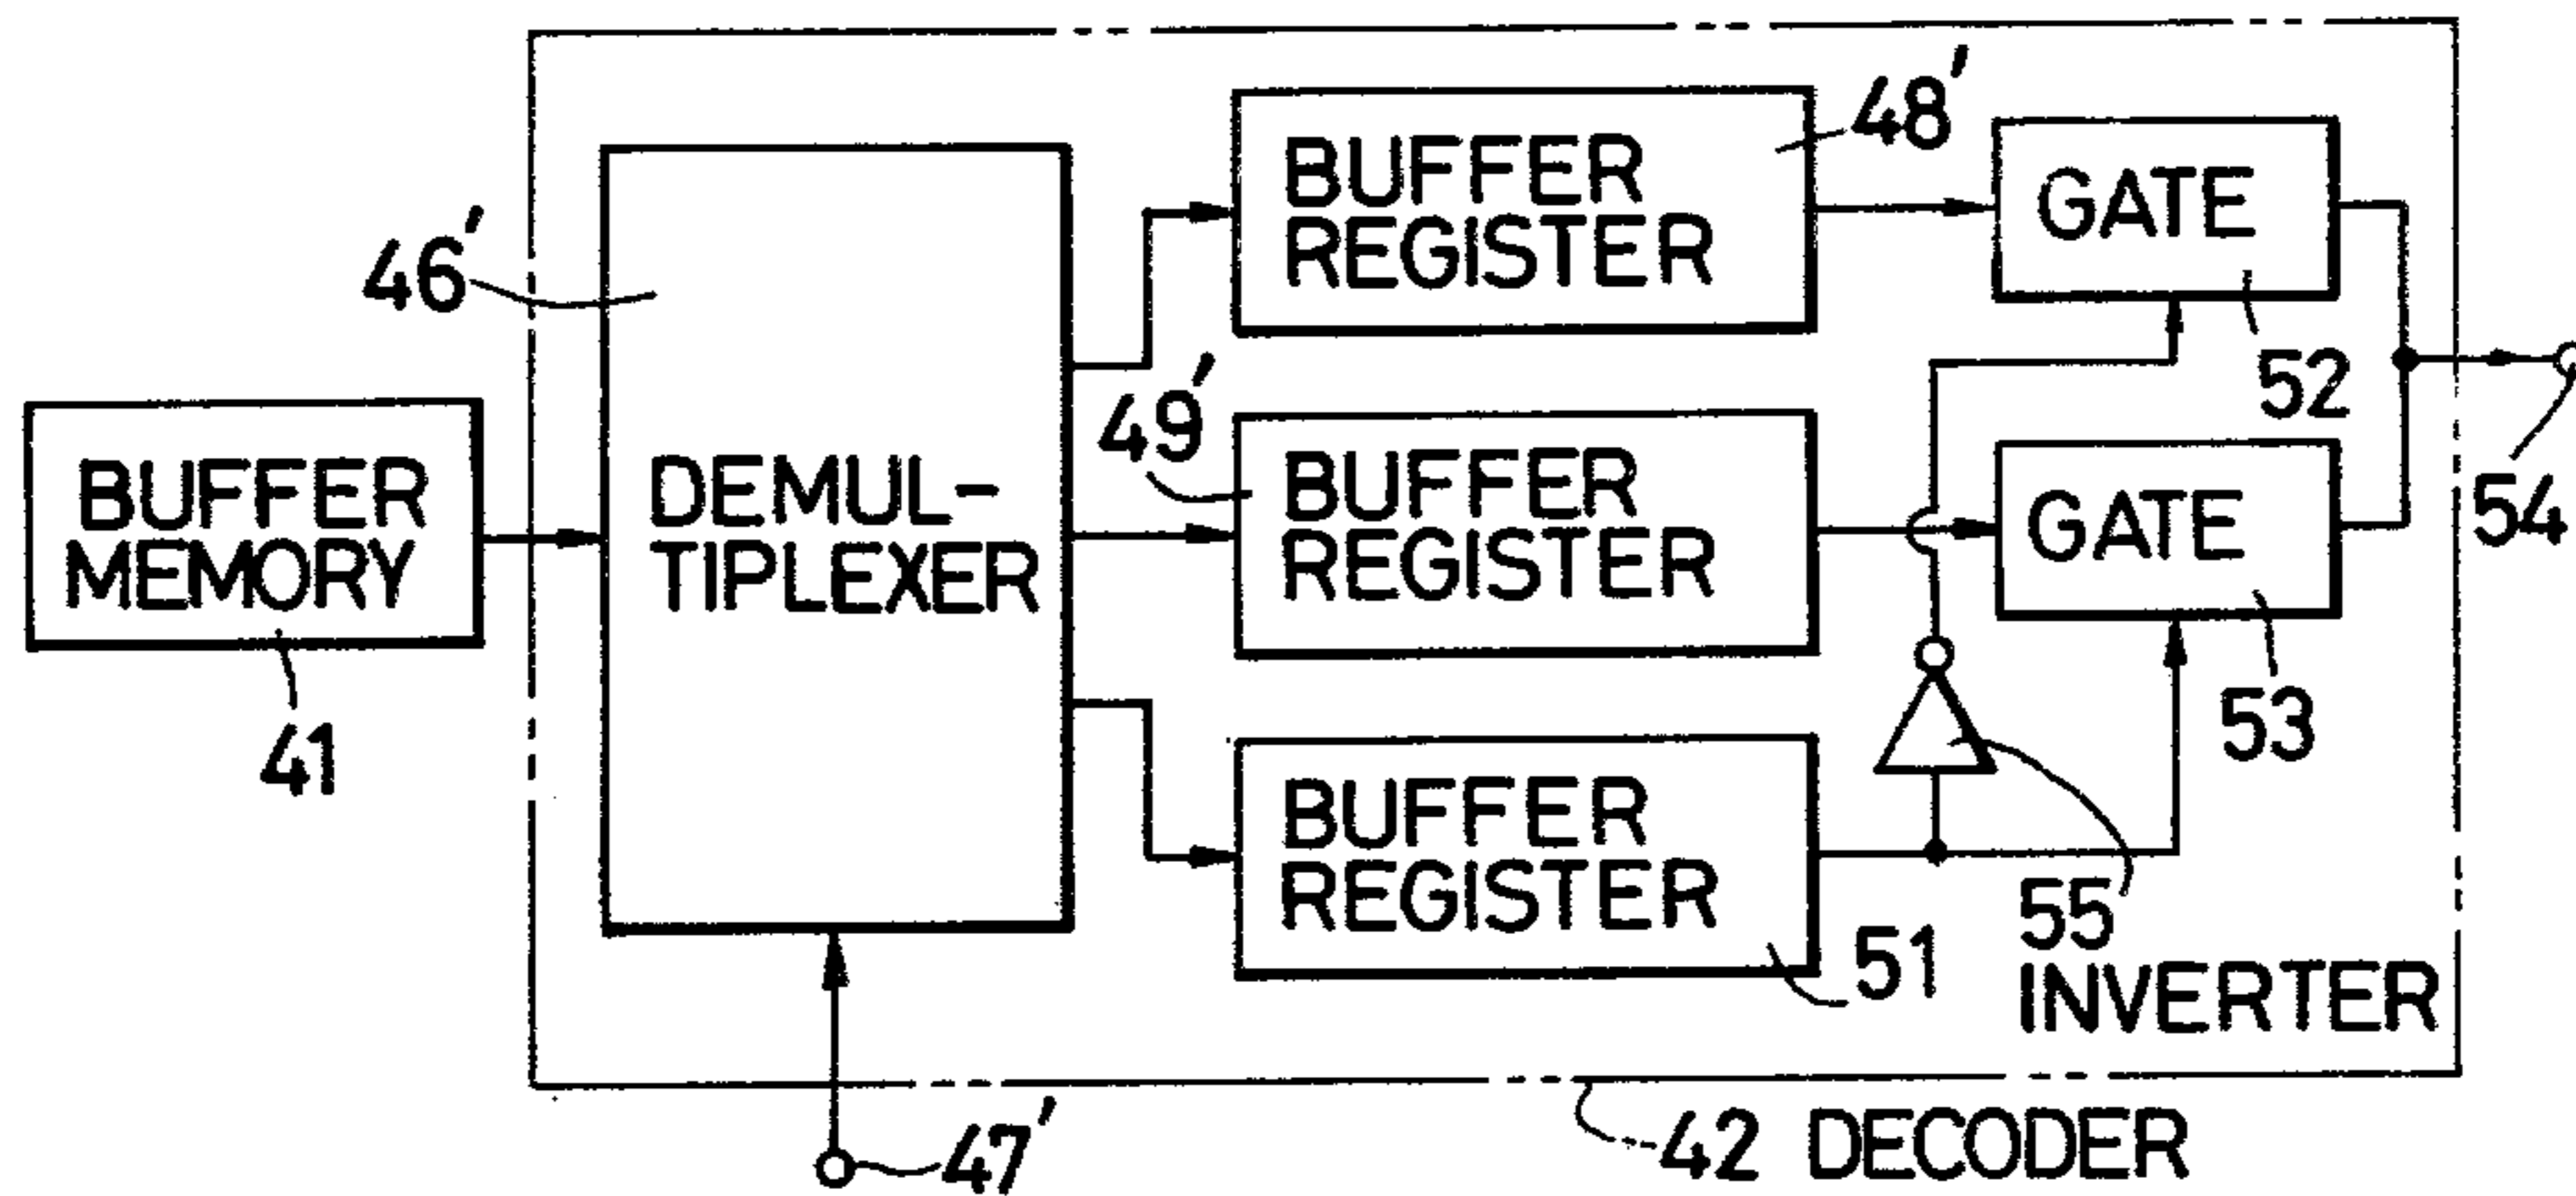 48'
BUFFER
REGISTER
GATE
46'
52
49'
BUFFER
MEMORY
DEMUL-
TIPLEXER
BUFFER
REGISTER
GATE
54
41
53
BUFFER
REGISTER
51
55
INVERTER
47'
42 DECODER